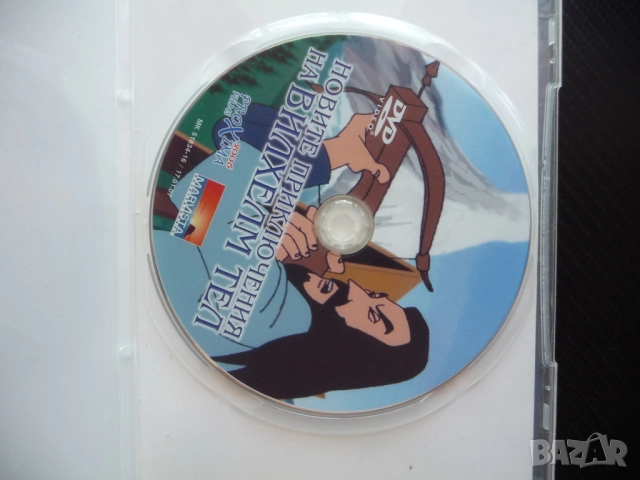 НОВИТЕ ПРИКЛЮЧЕНИЯ
НА ВИЛХЕЛМ ТЕЛ
DVD
VIDEO
MARVISTA
BAZAR